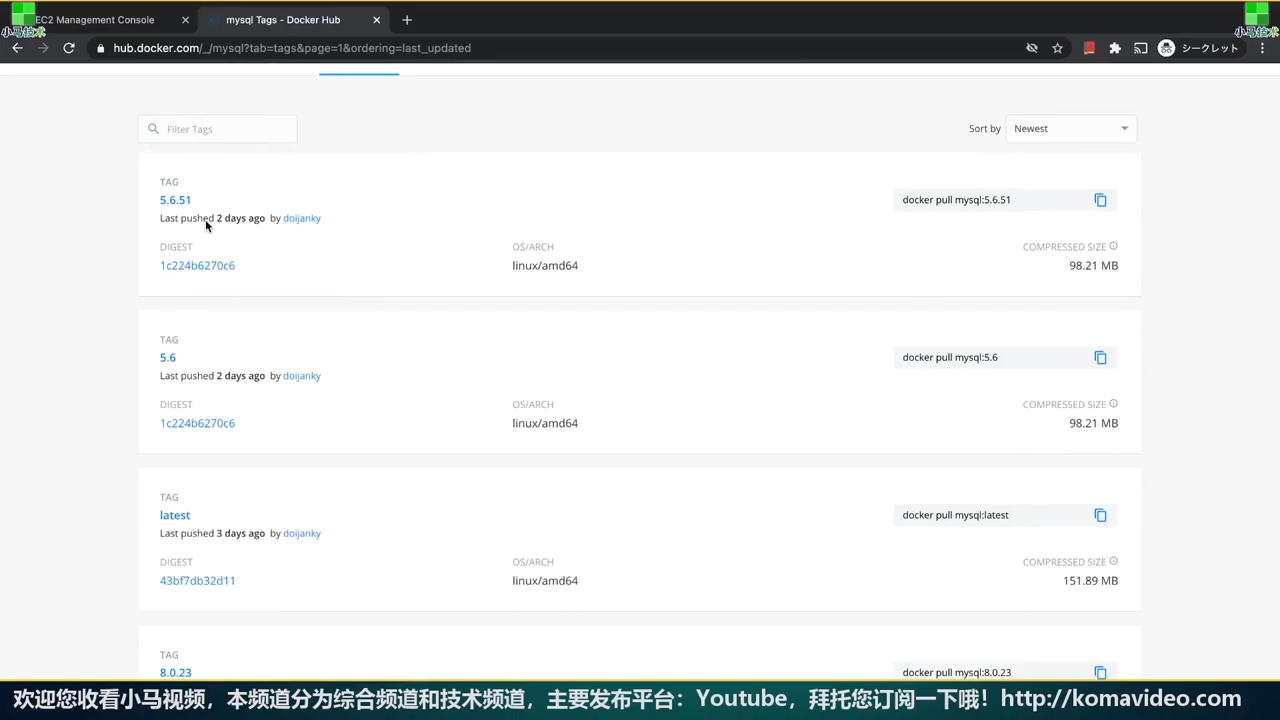 EC2 Management Console
mysql Tags - Docker Hub
小马技术
小马技术
hub.docker.com/_/mysql?tab=tags&page=1&ordering=last_updated
シークレット
Filter Tags
Sort by
Newest
TAG
5.6.51
docker pull mysql:5.6.51
Last pushed 2 days ago by doijanky
DIGEST
OS/ARCH
COMPRESSED SIZE
1c224b6270c6
linux/amd64
98.21 MB
TAG
5.6
docker pull mysql:5.6
Last pushed 2 days ago by doijanky
DIGEST
OS/ARCH
COMPRESSED SIZE
1c224b6270c6
linux/amd64
98.21 MB
TAG
latest
docker pull mysql:latest
Last pushed 3 days ago by doijanky
DIGEST
OS/ARCH
COMPRESSED SIZE
43bf7db32d11
linux/amd64
151.89 MB
TAG
8.0.23
docker pull mysql:8.0.23
欢迎您收看小马视频，本频道分为综合频道和技术频道，主要发布平台：Youtube，拜托您订阅一下哦！http://komavideo.com